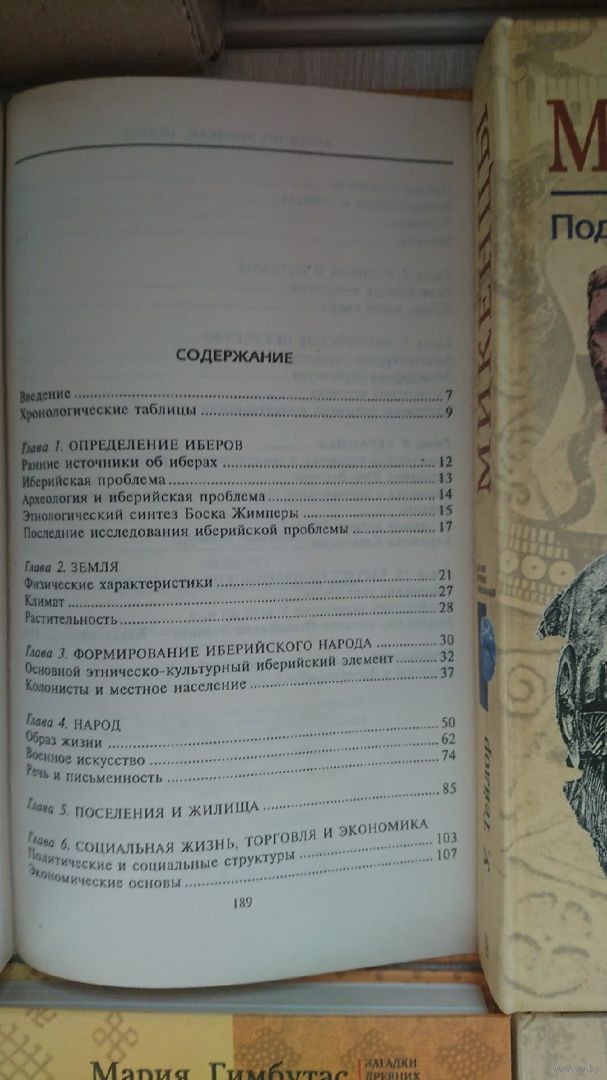 СОДЕРЖАНИЕ
Введение ........ 7
Хронологические таблицы ........ 9
Глава 1. ОПРЕДЕЛЕНИЕ ИБЕРОВ
Ранние источники об иберах ........ 12
Иберийская проблема ........ 13
Археология и иберийская проблема ........ 14
Этнологический синтез Боска Жимперы ........ 15
Последние исследования иберийской проблемы ........ 17
Глава 2. ЗЕМЛЯ
Физические характеристики ........ 21
Климат ........ 27
Растительность ........ 28
Глава 3. ФОРМИРОВАНИЕ ИБЕРИЙСКОГО НАРОДА ........ 30
Основной этническо-культурный иберийский элемент ........ 32
Колонисты и местное население ........ 37
Глава 4. НАРОД
Образ жизни ........ 50
Военное искусство ........ 62
Речь и письменность ........ 74
Глава 5. ПОСЕЛЕНИЯ И ЖИЛИЩА ........ 85
Глава 6. СОЦИАЛЬНАЯ ЖИЗНЬ, ТОРГОВЛЯ И ЭКОНОМИКА
Политические и социальные структуры ........ 103
Экономические основы ........ 107
189
МИКЕНЦЫ
У. Тейлор
М
Под
Мария Гимбутас
ЗАГАДКИ
ДРЕВНИХ